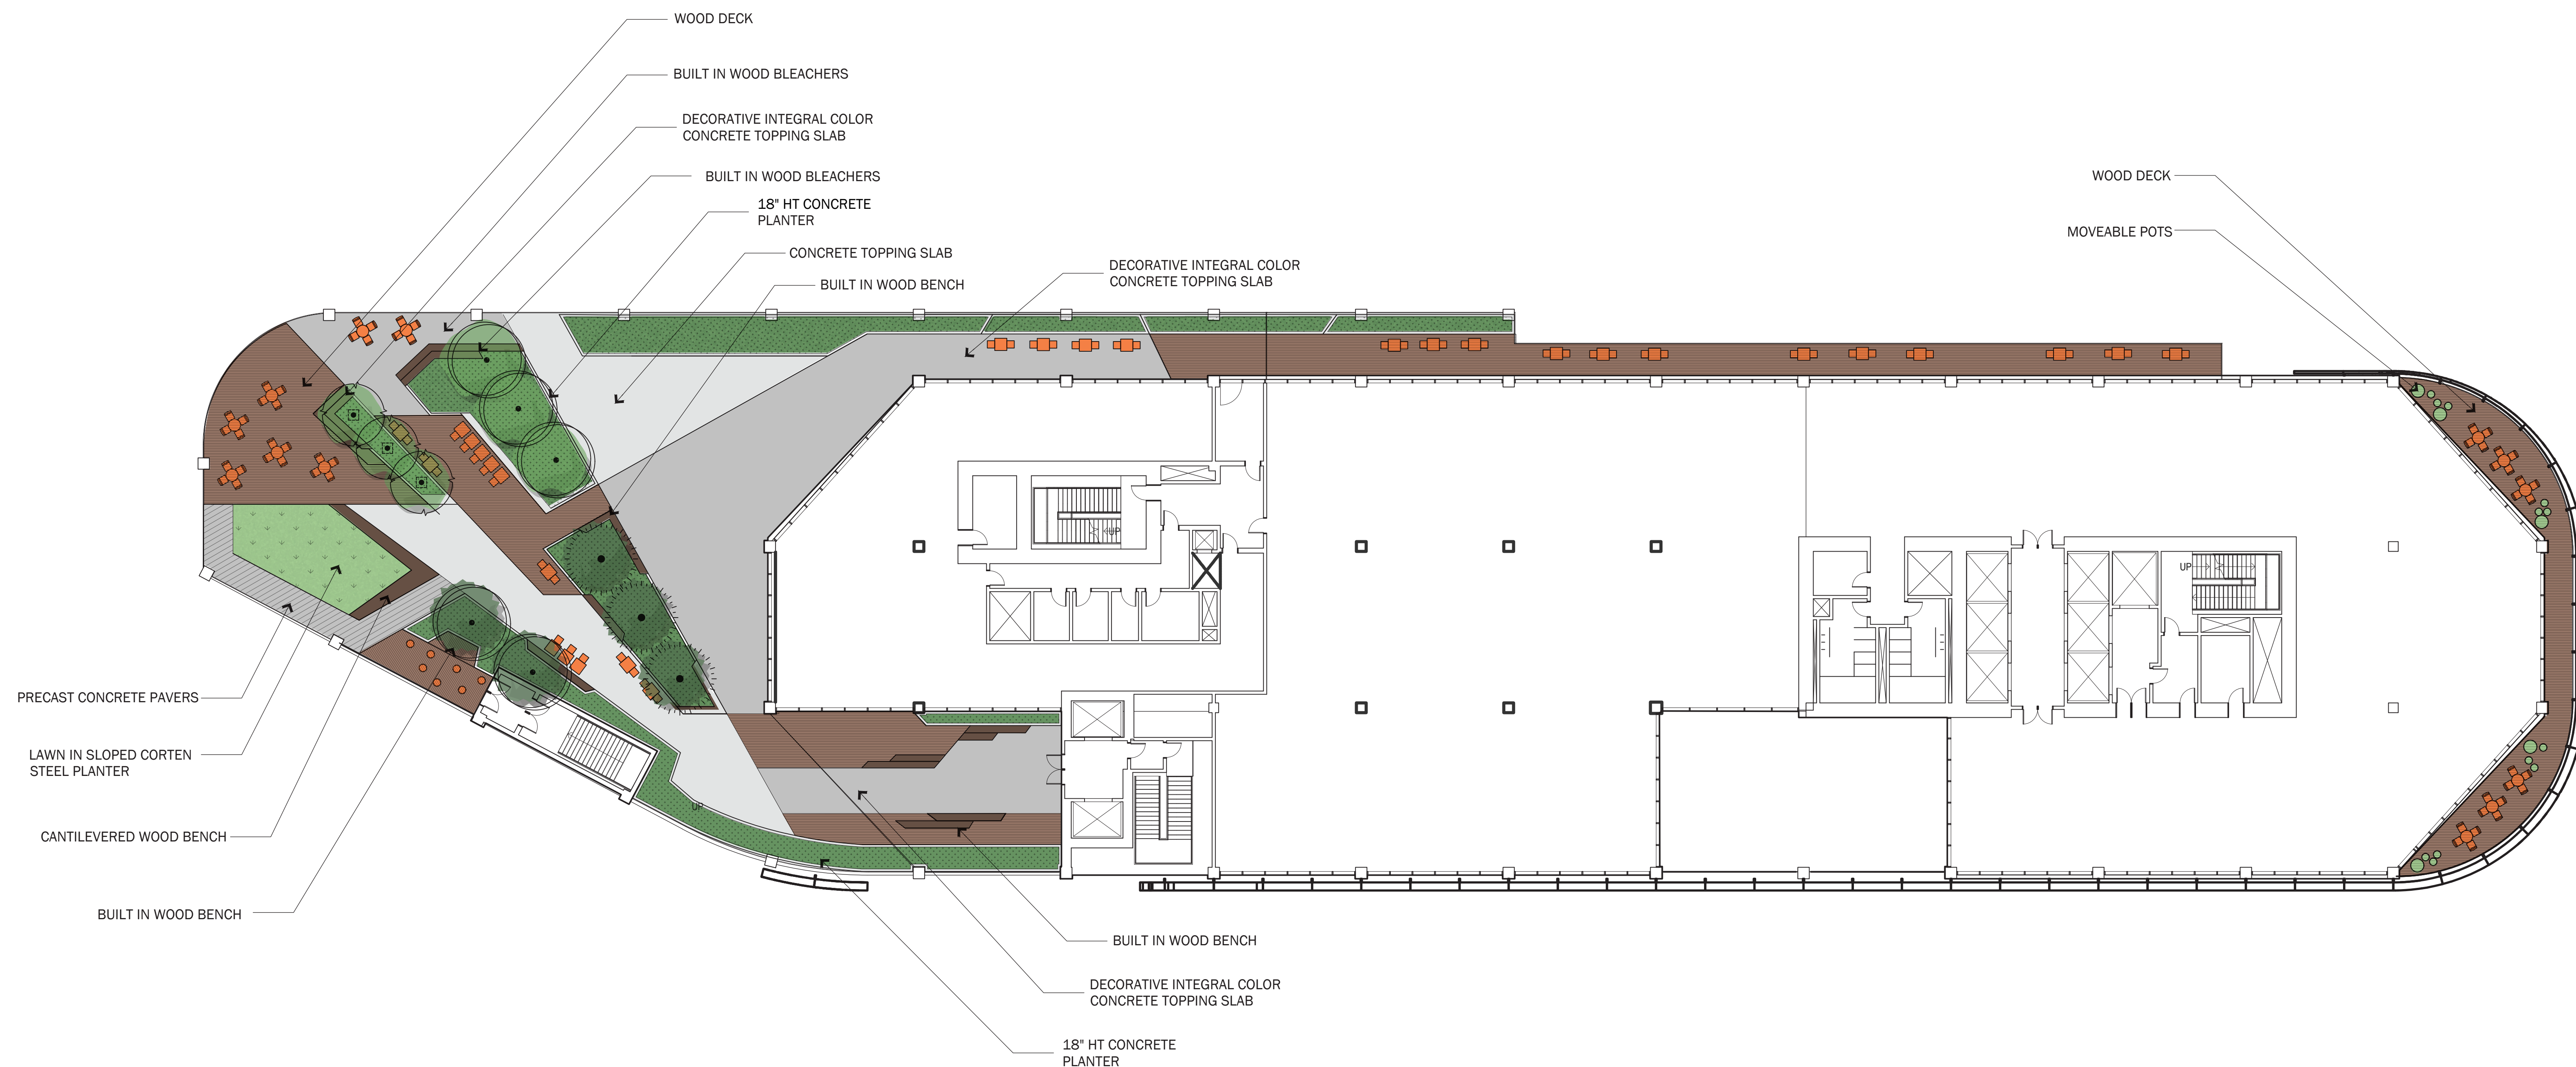 WOOD DECK
BUILT IN WOOD BLEACHERS
DECORATIVE INTEGRAL COLOR
CONCRETE TOPPING SLAB
BUILT IN WOOD BLEACHERS
18" HT CONCRETE
PLANTER
CONCRETE TOPPING SLAB
BUILT IN WOOD BENCH
DECORATIVE INTEGRAL COLOR
CONCRETE TOPPING SLAB
WOOD DECK
MOVEABLE POTS
UP
UP
UP
PRECAST CONCRETE PAVERS
LAWN IN SLOPED CORTEN
STEEL PLANTER
CANTILEVERED WOOD BENCH
BUILT IN WOOD BENCH
BUILT IN WOOD BENCH
DECORATIVE INTEGRAL COLOR
CONCRETE TOPPING SLAB
18" HT CONCRETE
PLANTER